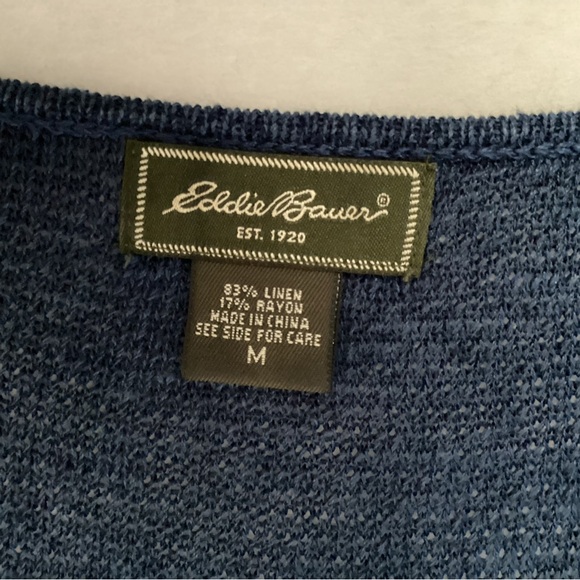 Eddie Bauer®
EST. 1920
83% LINEN
17% RAYON
MADE IN CHINA
SEE SIDE FOR CARE
M